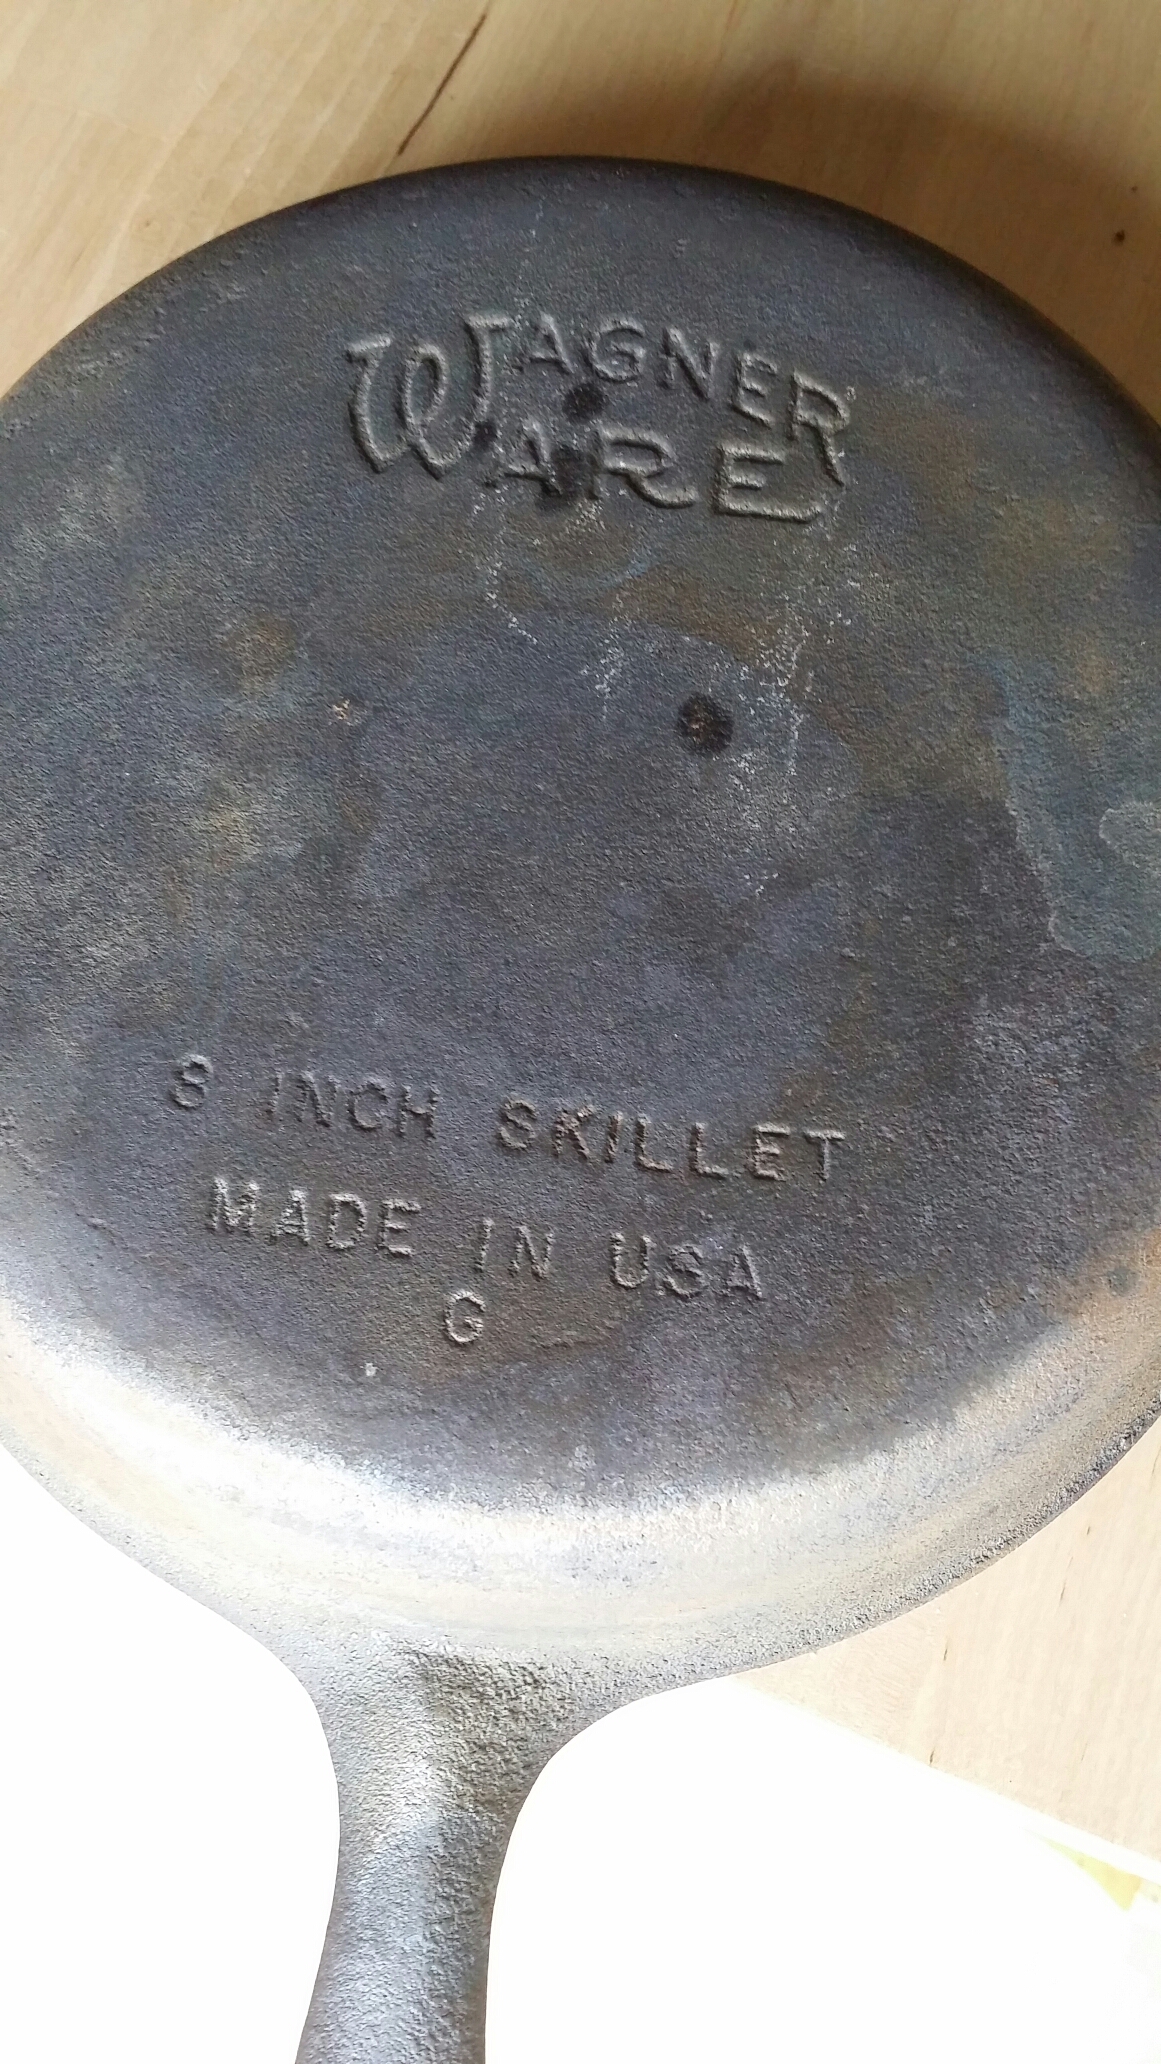 WAGNER
WARE
8 INCH SKILLET
MADE IN USA
G